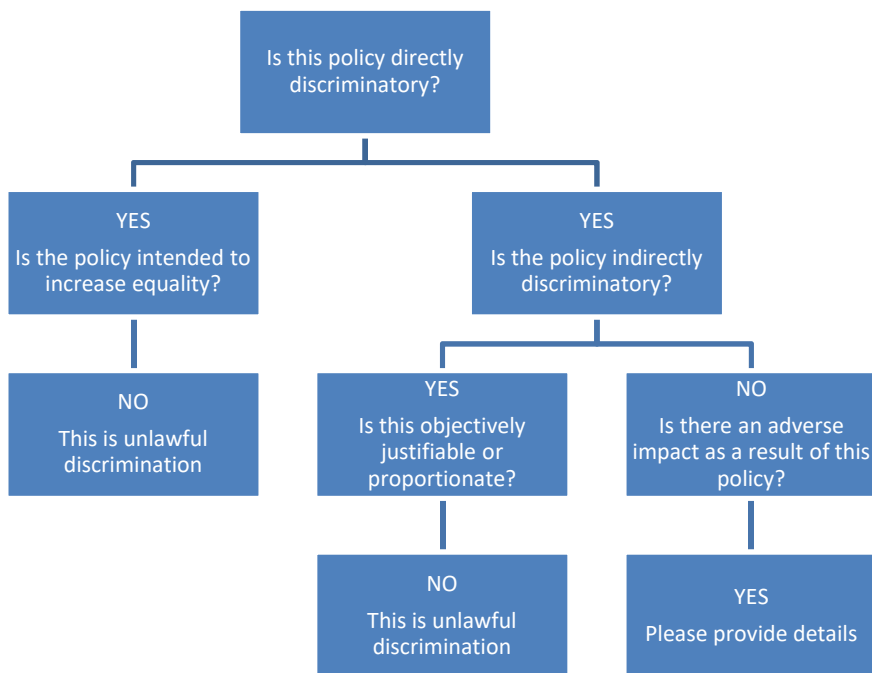 Is this policy directly
discriminatory?
YES
Is the policy intended to
increase equality?
YES
Is the policy indirectly
discriminatory?
NO
This is unlawful
discrimination
YES
Is this objectively
justifiable or
proportionate?
NO
Is there an adverse
impact as a result of this
policy?
NO
This is unlawful
discrimination
YES
Please provide details